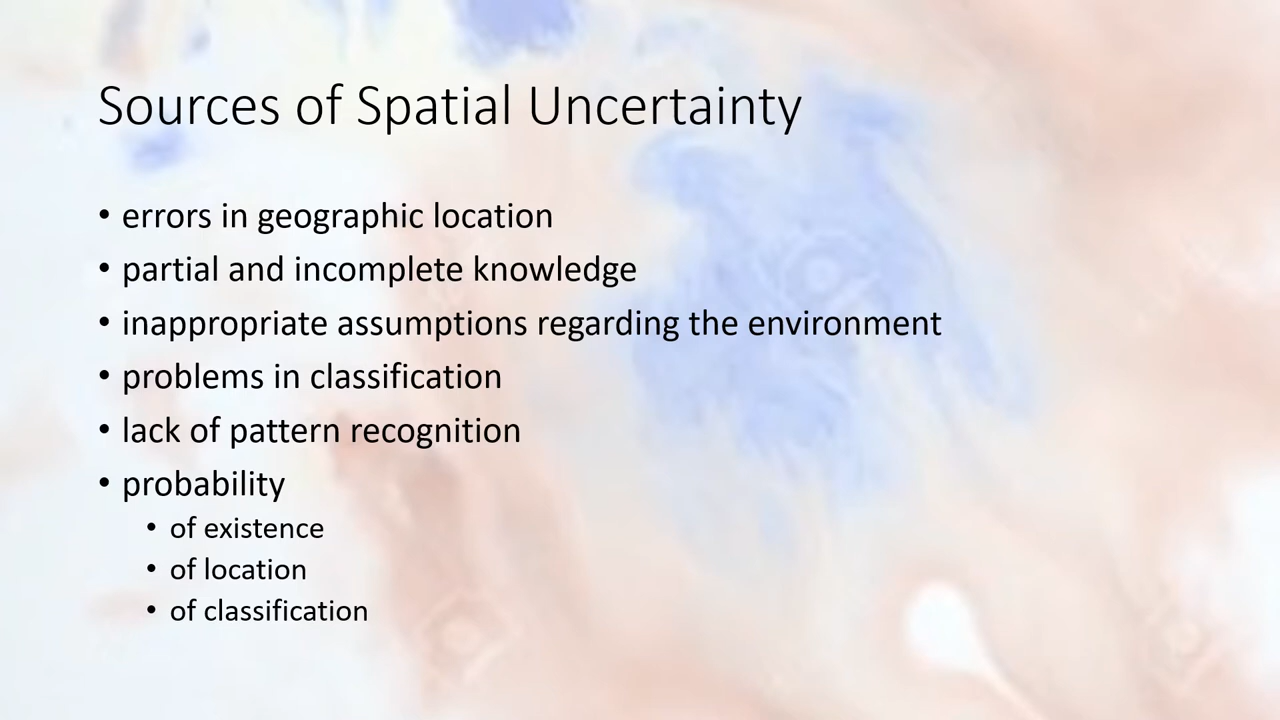 Sources of Spatial Uncertainty
• errors in geographic location
• partial and incomplete knowledge
• inappropriate assumptions regarding the environment
• problems in classification
• lack of pattern recognition
• probability
• of existence
• of location
• of classification